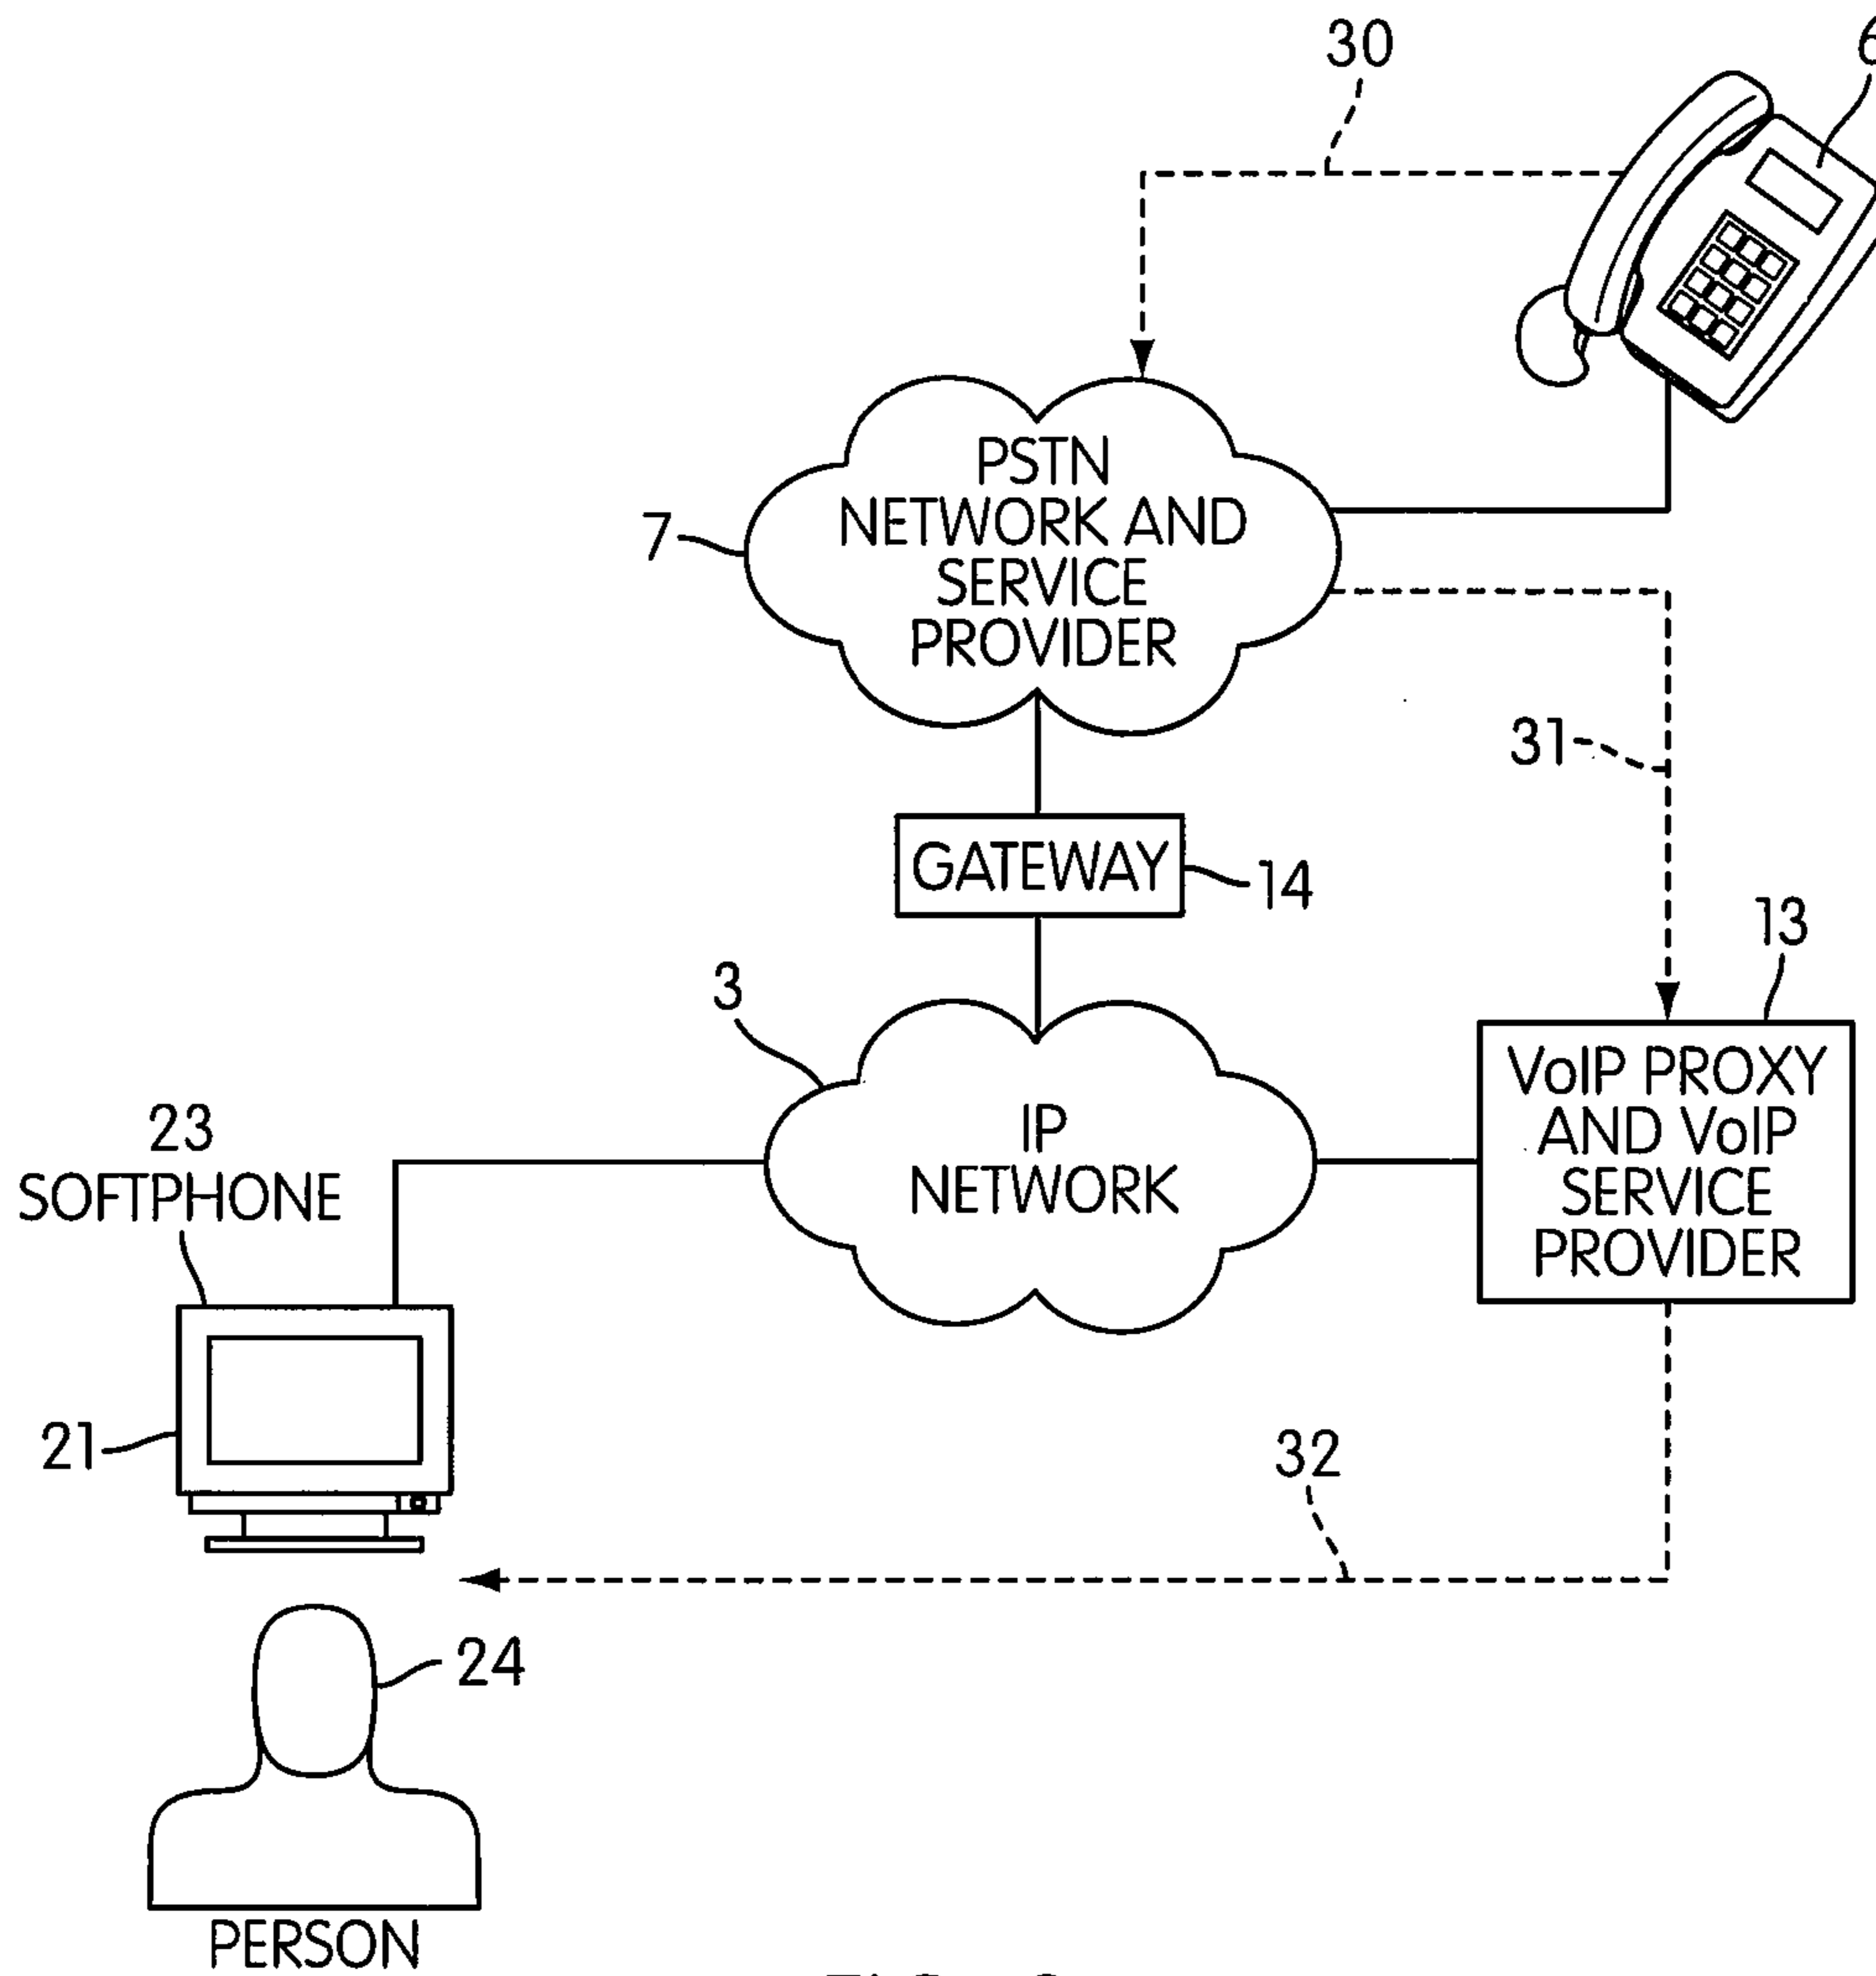 30
6
PSTN
NETWORK AND
SERVICE
PROVIDER
7
31
GATEWAY
14
13
3
VoIP PROXY
AND VoIP
SERVICE
PROVIDER
IP
NETWORK
23
SOFTPHONE
21
32
24
PERSON